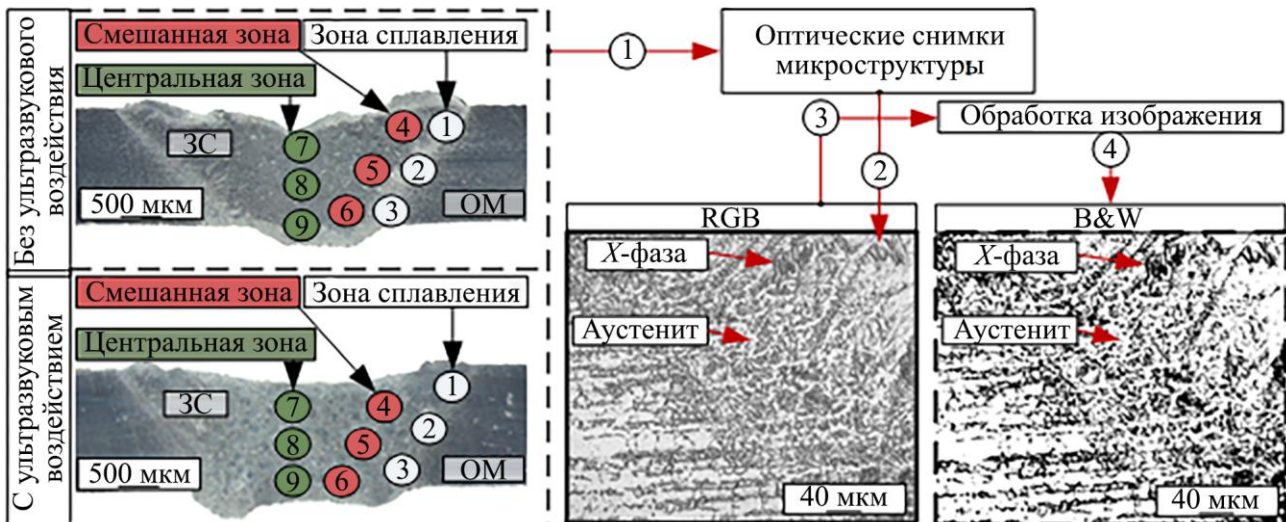 Без ультразвукового
воздействия
Смешанная зона
Зона сплавления
Центральная зона
ЗС
4
1
7
5
2
8
6
3
9
500 мкм
ОМ
С ультразвуковым
воздействием
Смешанная зона
Зона сплавления
Центральная зона
ЗС
1
7
4
2
8
5
3
9
6
500 мкм
ОМ
1
Оптические снимки
микроструктуры
3
Обработка изображения
2
4
RGB
X-фаза
Аустенит
40 мкм
B&W
X-фаза
Аустенит
40 мкм